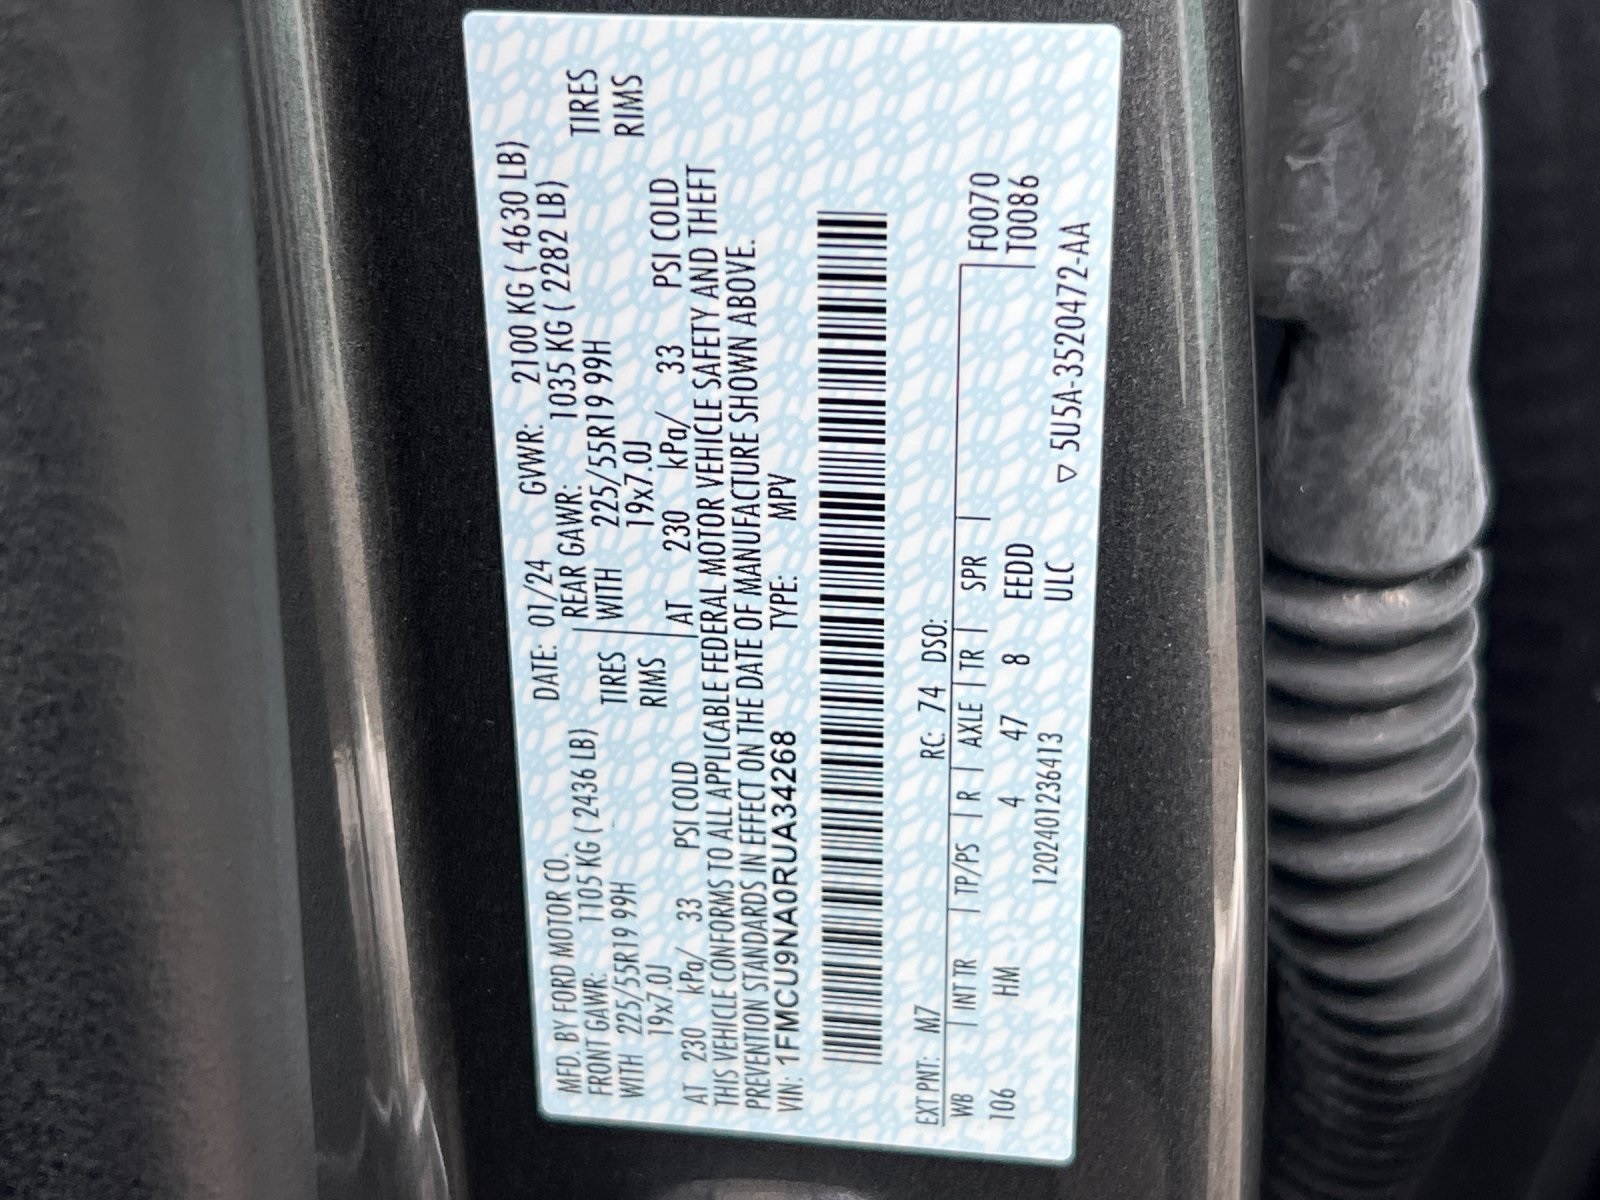 MFD. BY FORD MOTOR CO.
DATE: 01/24 GVWR: 2100 KG ( 4630 LB)
FRONT GAWR: 1105 KG ( 2436 LB)
REAR GAWR: 1035 KG ( 2282 LB)
WITH 225/55R19 99H TIRES
WITH 225/55R19 99H TIRES
19x7.0J RIMS
19x7.0J RIMS
AT 230 kPa/ 33 PSI COLD
AT 230 kPa/ 33 PSI COLD
THIS VEHICLE CONFORMS TO ALL APPLICABLE FEDERAL MOTOR VEHICLE SAFETY AND THEFT
PREVENTION STANDARDS IN EFFECT ON THE DATE OF MANUFACTURE SHOWN ABOVE.
VIN: 1FMCU9NA0RUA34268 TYPE: MPV
EXT PNT: M7 RC: 74 DSO:
WB INT TR TP/PS R AXLE TR SPR F0070
106 HM 4 47 8 EEDD T0086
1202401236413 ULC
▽ 5U5A-3520472-AA